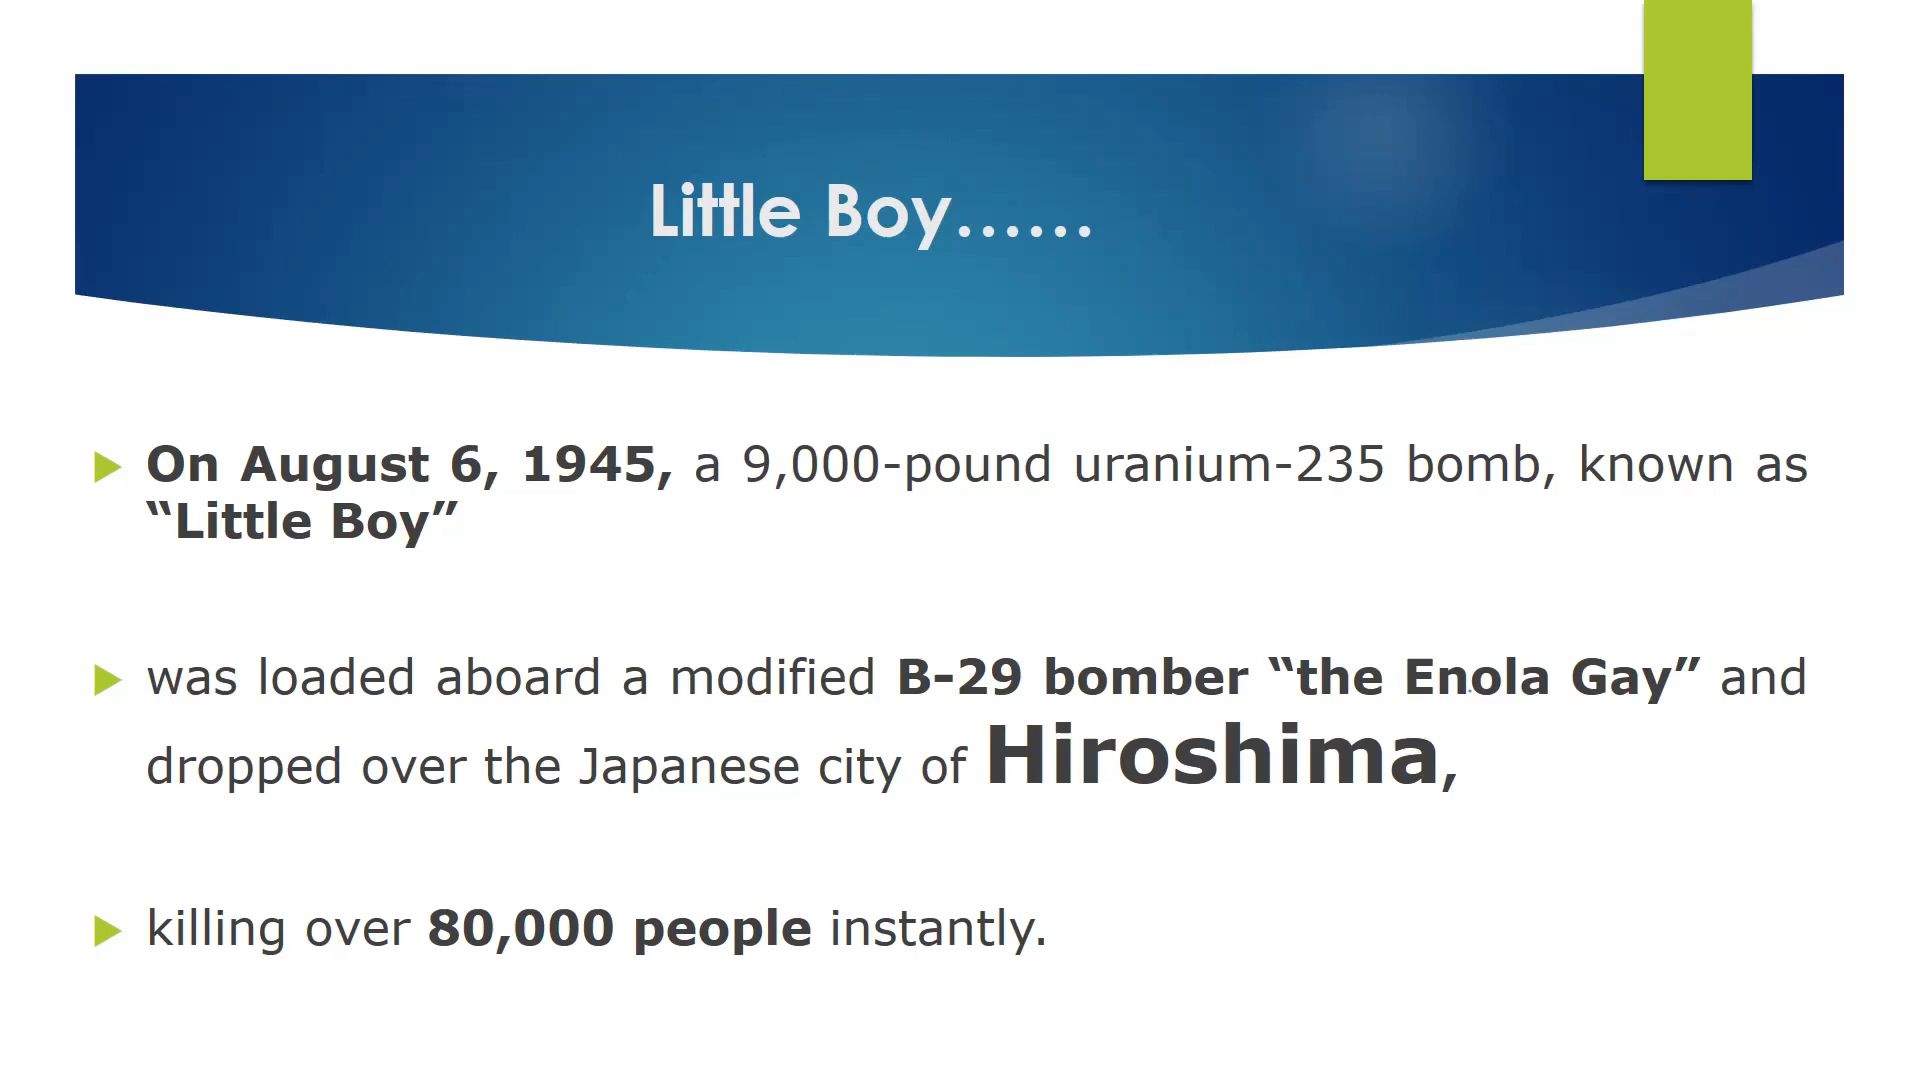 Little Boy......
On August 6, 1945, a 9,000-pound uranium-235 bomb, known as
“Little Boy”
was loaded aboard a modified B-29 bomber “the Enola Gay” and
dropped over the Japanese city of Hiroshima,
killing over 80,000 people instantly.